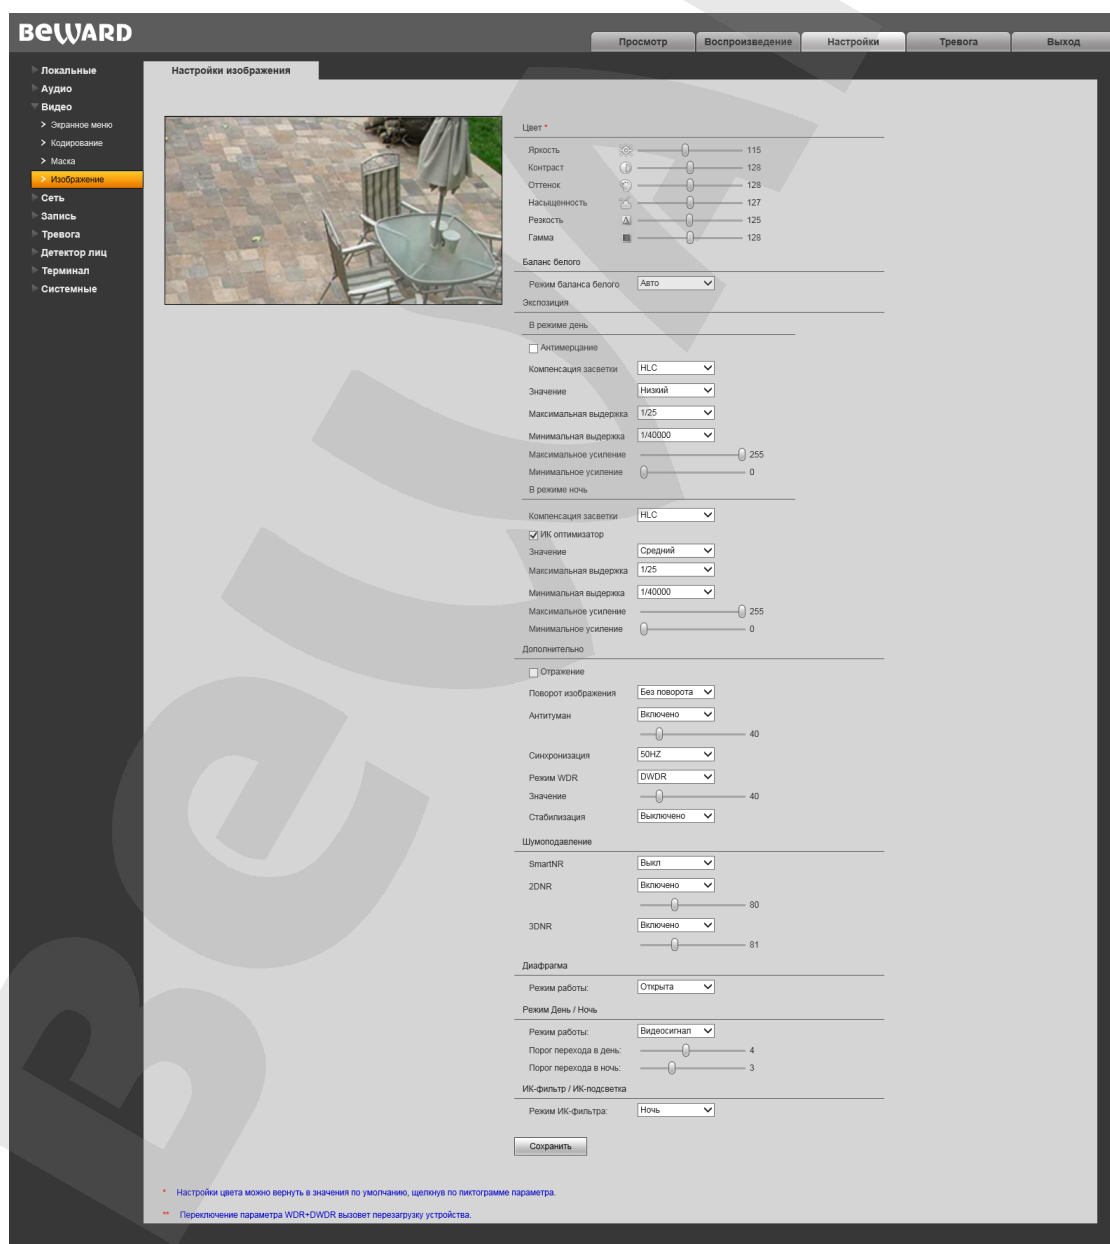 BEWARD
Просмотр Воспроизведение Настройки Тревога Выход
Локальные
Аудио
Видео
> Экранное меню
> Кодирование
> Маска
> Изображение
Сеть
Запись
Тревога
Детектор лиц
Терминал
Системные
Настройки изображения
Цвет *
Яркость 115
Контраст 128
Оттенок 128
Насыщенность 127
Резкость 125
Гамма 128
Баланс белого
Режим баланса белого Авто
Экспозиция
В режиме день
Антимерцание
Компенсация засветки HLC
Значение Низкий
Максимальная выдержка 1/25
Минимальная выдержка 1/40000
Максимальное усиление 255
Минимальное усиление 0
В режиме ночь
Компенсация засветки HLC
ИК оптимизатор
Значение Средний
Максимальная выдержка 1/25
Минимальная выдержка 1/40000
Максимальное усиление 255
Минимальное усиление 0
Дополнительно
Отражение
Поворот изображения Без поворота
Антитуман Включено
40
Синхронизация 50HZ
Режим WDR DWDR
Значение 40
Стабилизация Выключено
Шумоподавление
SmartNR Выкл
2DNR Включено
80
3DNR Включено
81
Диафрагма
Режим работы: Открыта
Режим День / Ночь
Режим работы: Видеосигнал
Порог перехода в день: 4
Порог перехода в ночь: 3
ИК-фильтр / ИК-подсветка
Режим ИК-фильтра: Ночь
Сохранить
* Настройки цвета можно вернуть в значения по умолчанию, щелкнув по пиктограмме параметра.
** Переключение параметра WDR+DWDR вызовет перезагрузку устройства.